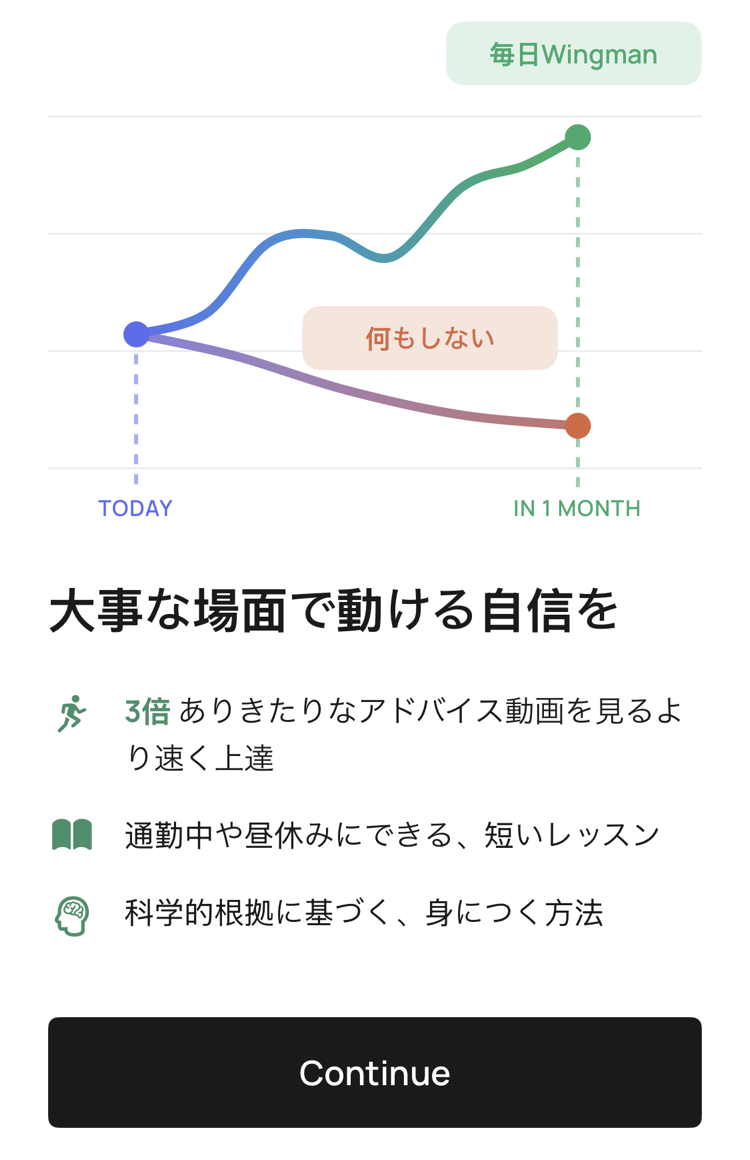 毎日Wingman
何もしない
TODAY
IN 1 MONTH
大事な場面で動ける自信を
3倍 ありきたりなアドバイス動画を見るよ
り速く上達
通勤中や昼休みにできる、短いレッスン
科学的根拠に基づく、身につく方法
Continue